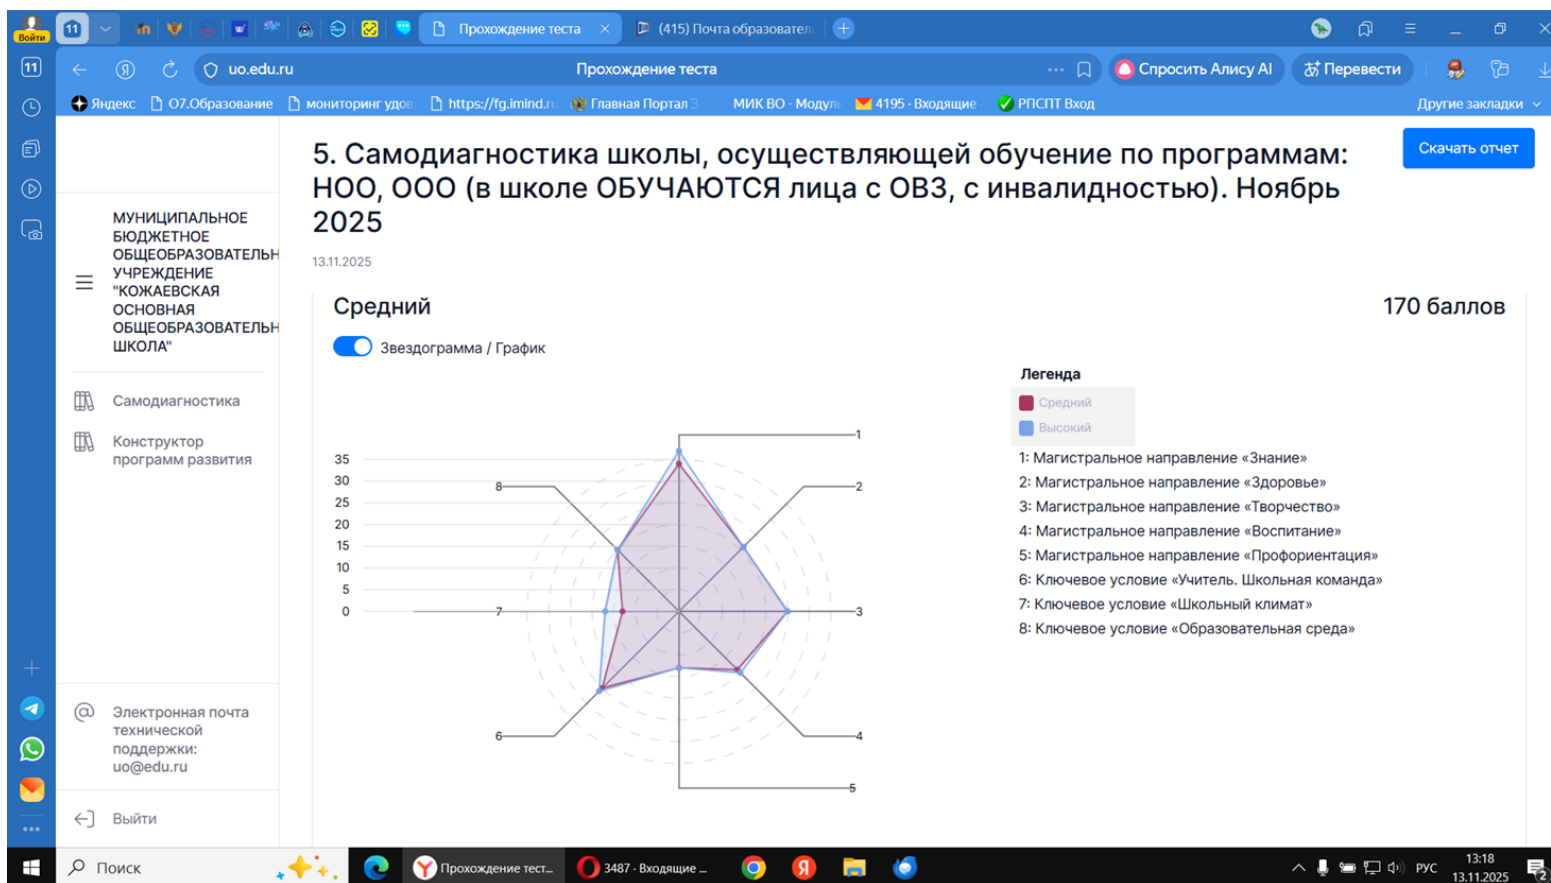 Войти
11
Прохождение теста
(415) Почта образовател
11
uo.edu.ru
Прохождение теста
Спросить Алису AI
Перевести
Яндекс
О7.Образование
мониторинг удов
https://fg.imind.ru
Главная Портал
МИК ВО - Модул
4195 - Входящие
РПСПТ Вход
Другие закладки
5. Самодиагностика школы, осуществляющей обучение по программам:
НОО, ООО (в школе ОБУЧАЮТСЯ лица с ОВЗ, с инвалидностью). Ноябрь
2025
Скачать отчет
13.11.2025
МУНИЦИПАЛЬНОЕ
БЮДЖЕТНОЕ
ОБЩЕОБРАЗОВАТЕЛЬН
УЧРЕЖДЕНИЕ
"КОЖАЕВСКАЯ
ОСНОВНАЯ
ОБЩЕОБРАЗОВАТЕЛЬН
ШКОЛА"
Самодиагностика
Конструктор
программ развития
Электронная почта
технической
поддержки:
uo@edu.ru
Выйти
Средний
170 баллов
Звездограмма / График
35
30
25
20
15
10
5
0
1
2
3
4
5
6
7
8
Легенда
Средний
Высокий
1: Магистральное направление «Знание»
2: Магистральное направление «Здоровье»
3: Магистральное направление «Творчество»
4: Магистральное направление «Воспитание»
5: Магистральное направление «Профориентация»
6: Ключевое условие «Учитель. Школьная команда»
7: Ключевое условие «Школьный климат»
8: Ключевое условие «Образовательная среда»
Поиск
Прохождение тест...
3487 - Входящие ...
РУС
13:18
13.11.2025
2